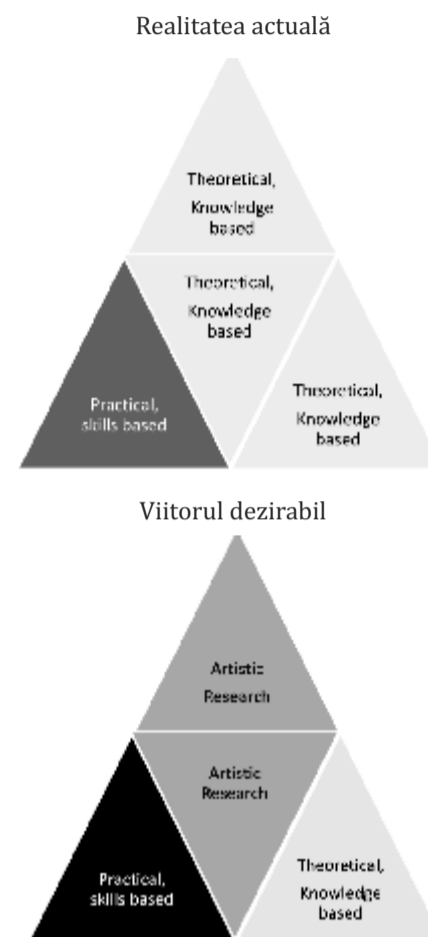 Realitatea actuală
Theoretical,
Knowledge
based
Theoretical,
Knowledge
based
Practical,
skills based
Theoretical,
Knowledge
based
Viitorul dezirabil
Artistic
Research
Artistic
Research
Practical,
skills based
Theoretical,
Knowledge
based